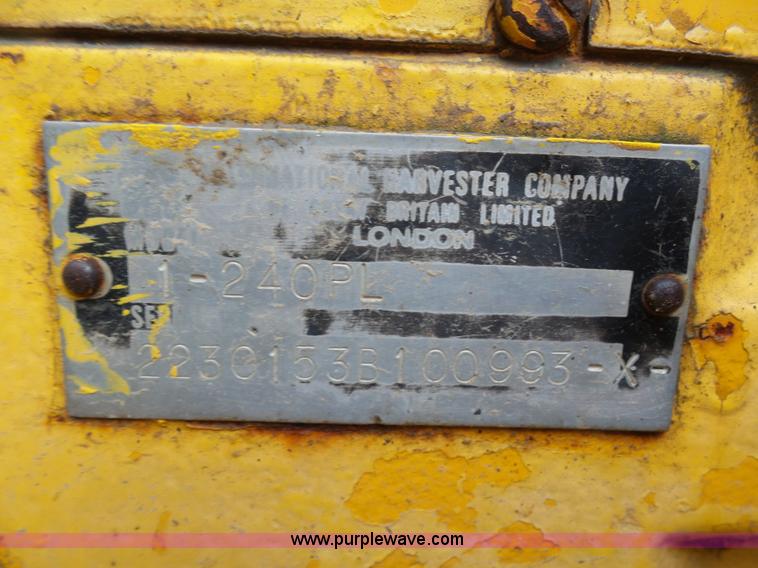 HARVESTER COMPANY
BRITAIN LIMITED
LONDON
1-240PL
2230153B100993-X-
www.purplewave.com